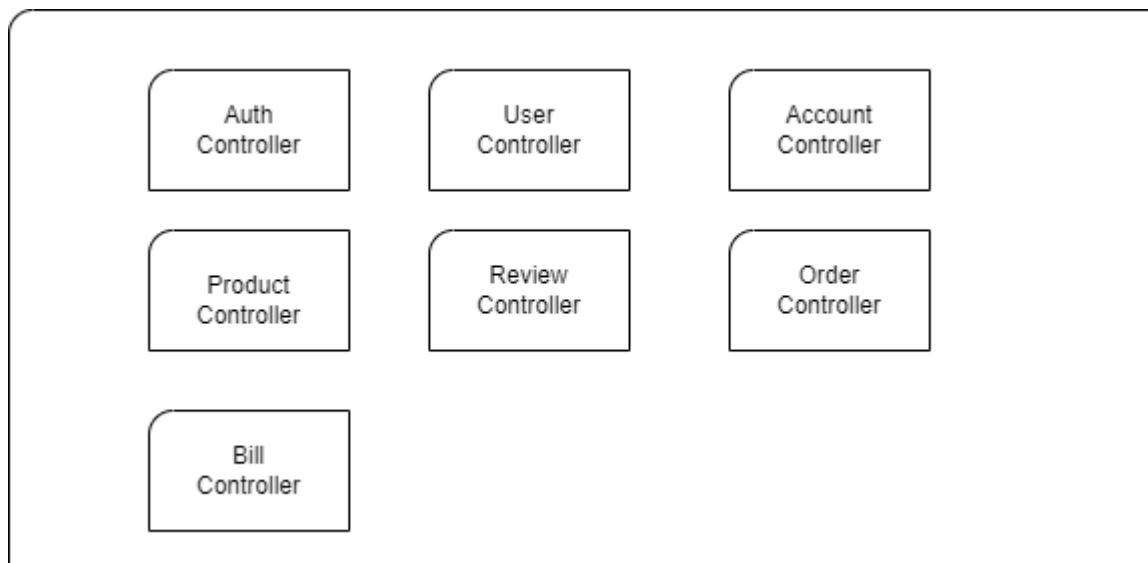 Auth
Controller
User
Controller
Account
Controller
Product
Controller
Review
Controller
Order
Controller
Bill
Controller